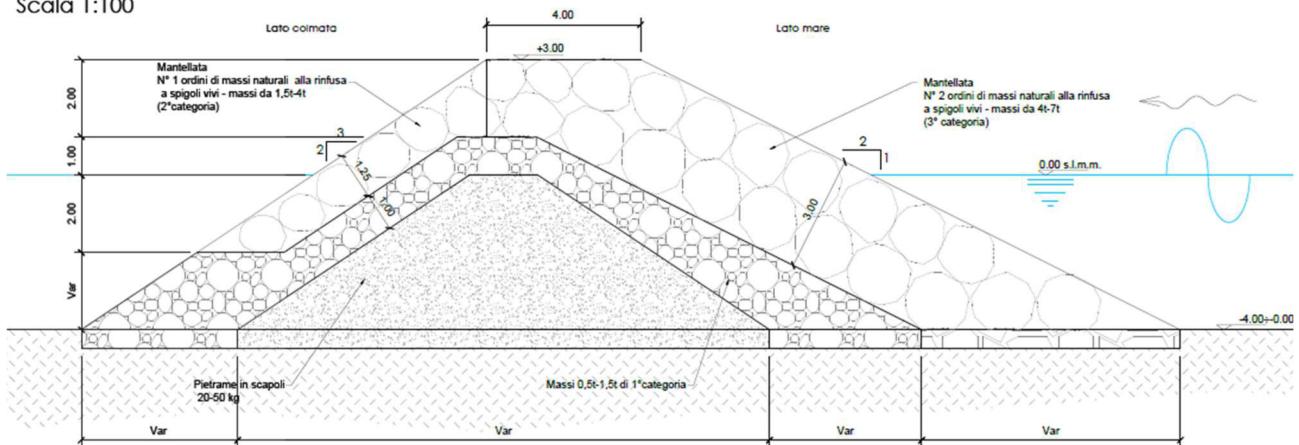 Scala 1:100
Lato colmata
4.00
Lato mare
+3.00
Mantellata
N° 1 ordini di massi naturali alla rinfusa
a spigoli vivi - massi da 1,5t-4t
(2°categoria)
Mantellata
N° 2 ordini di massi naturali alla rinfusa
a spigoli vivi - massi da 4t-7t
(3° categoria)
2.00
3
2
2
1
1.00
1.25
0.00 s.l.m.m.
1.00
3.00
2.00
Var
-4.00÷-0.00
Pietrame in scapoli
20-50 kg
Massi 0,5t-1,5t di 1°categoria
Var
Var
Var
Var